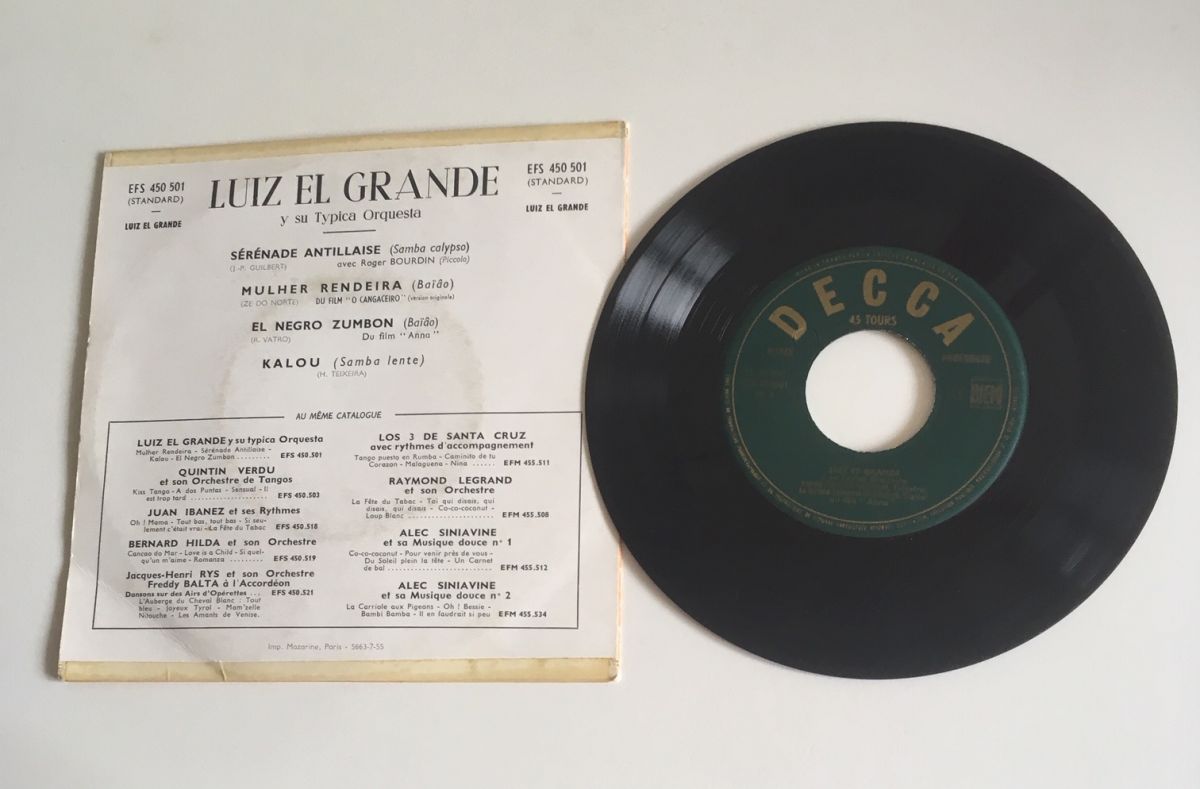 EFS 450 501
(STANDARD)
LUIZ EL GRANDE
LUIZ EL GRANDE
y su Typica Orquesta
EFS 450 501
(STANDARD)
LUIZ EL GRANDE
SÉRÉNADE ANTILLAISE (Samba calypso)
(J.-P. GUILBERT) avec Roger BOURDIN (Piccolo)
MULHER RENDEIRA (Baïâo)
(ZE DO NORTE) DU FILM "O CANGACEIRO" (version originale)
EL NEGRO ZUMBON (Baïâo)
(R. VATRO) Du film "Anna"
KALOU (Samba lente)
(H. TEIXEIRA)
AU MÊME CATALOGUE
LUIZ EL GRANDE y su typica Orquesta
Mulher Rendeira - Sérénade Antillaise -
Kalou - El Negro Zumbon ........ EFS 450.501
QUINTIN VERDU
et son Orchestre de Tangos
Kiss Tango - A dos Puntas - Sensual - Il
est trop tard .................... EFS 450.503
JUAN IBANEZ et ses Rythmes
Oh ! Mama - Tout bas, tout bas - Si seu-
lement c'était vrai - La Fête du Tabac EFS 450.518
BERNARD HILDA et son Orchestre
Cancao do Mar - Love is a Child - Si quel-
qu'un m'aime - Romanza ........ EFS 450.519
Jacques-Henri RYS et son Orchestre
Freddy BALTA à l'Accordéon
Dansons sur des Airs d'Opérettes ... EFS 450.521
L'Auberge du Cheval Blanc : Tout
bleu - Joyeux Tyrol - Mam'zelle
Nitouche - Les Amants de Venise.
LOS 3 DE SANTA CRUZ
avec rythmes d'accompagnement
Tango puesto en Rumba - Caminito de tu
Corazon - Malaguena - Nina ...... EFM 455.511
RAYMOND LEGRAND
et son Orchestre
La Fête du Tabac - Toi qui disais, qui
disais, qui disais - Co-co-coconut -
Loup Blanc .................... EFM 455.508
ALEC SINIAVINE
et sa Musique douce n° 1
Co-co-coconut - Pour venir près de vous -
Du Soleil plein la tête - Un Carnet
de bal ........................ EFM 455.512
ALEC SINIAVINE
et sa Musique douce n° 2
La Carriole aux Pigeons - Oh ! Bessie -
Bambi Bamba - Il en faudrait si peu EFM 455.534
Imp. Mazarine, Paris - 5663-7-55
DECCA
45 TOURS
BIEM
LUIZ EL GRANDE